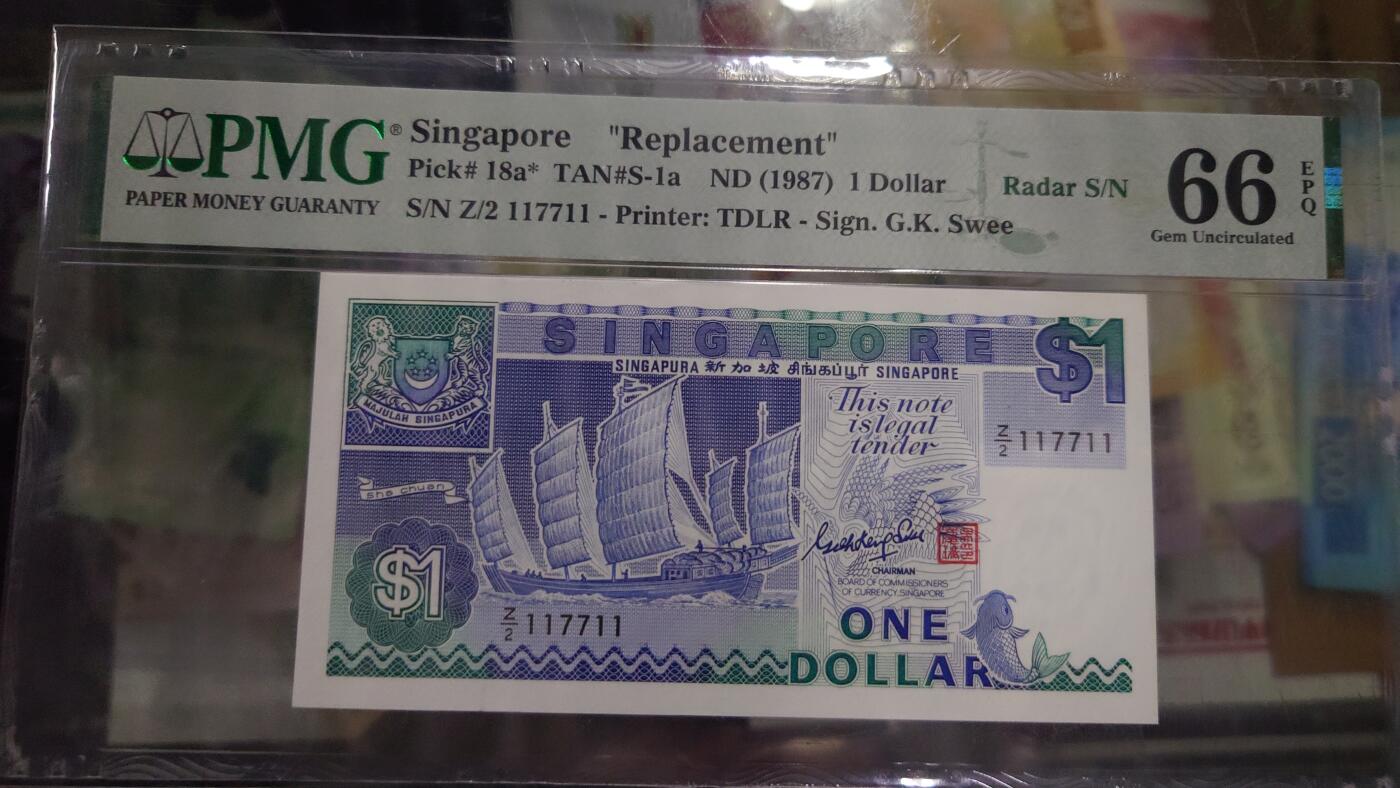 PMG® Singapore "Replacement"
Pick# 18a* TAN#S-1a ND (1987) 1 Dollar Radar S/N
PAPER MONEY GUARANTY
S/N Z/2 117711 - Printer: TDLR - Sign. G.K. Swee
66
EPQ
Gem Uncirculated
SINGAPORE
$1
SINGAPURA 新加坡 சிங்கப்பூர் SINGAPORE
MAJULAH SINGAPURA
This note
is legal
tender
Z/2 117711
sha chuan
$1
CHAIRMAN
BOARD OF COMMISSIONERS
OF CURRENCY, SINGAPORE
Z/2 117711
ONE
DOLLAR